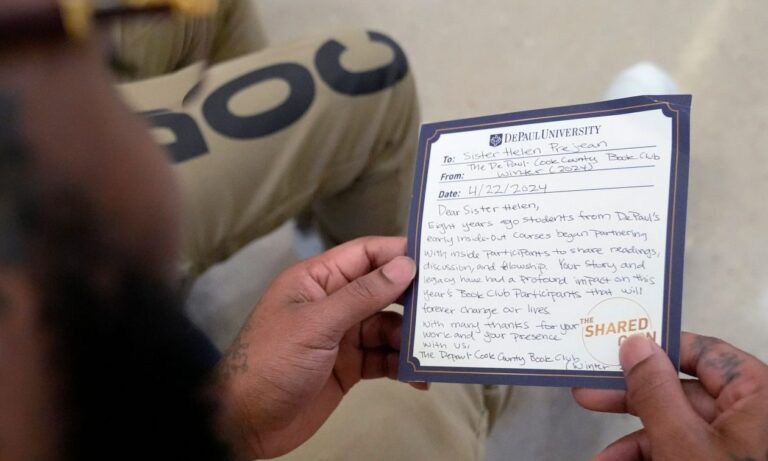 DOC
DEPAUL UNIVERSITY
To: Sister Helen Prejean
The DePaul-Cook County Book Club
From: Winter (2024)
Date: 4/22/2024
Dear Sister Helen,
Eight years ago students from DePaul's
early Inside-Out courses began partnering
with inside participants to share readings,
discussion, and fellowship. Your story and
legacy have had a profound impact on this
year's Book Club Participants that will
forever change our lives.
With many thanks for your
work and your presence
with us,
The Depaul Cook County Book Club
(Winter
THE
SHARED